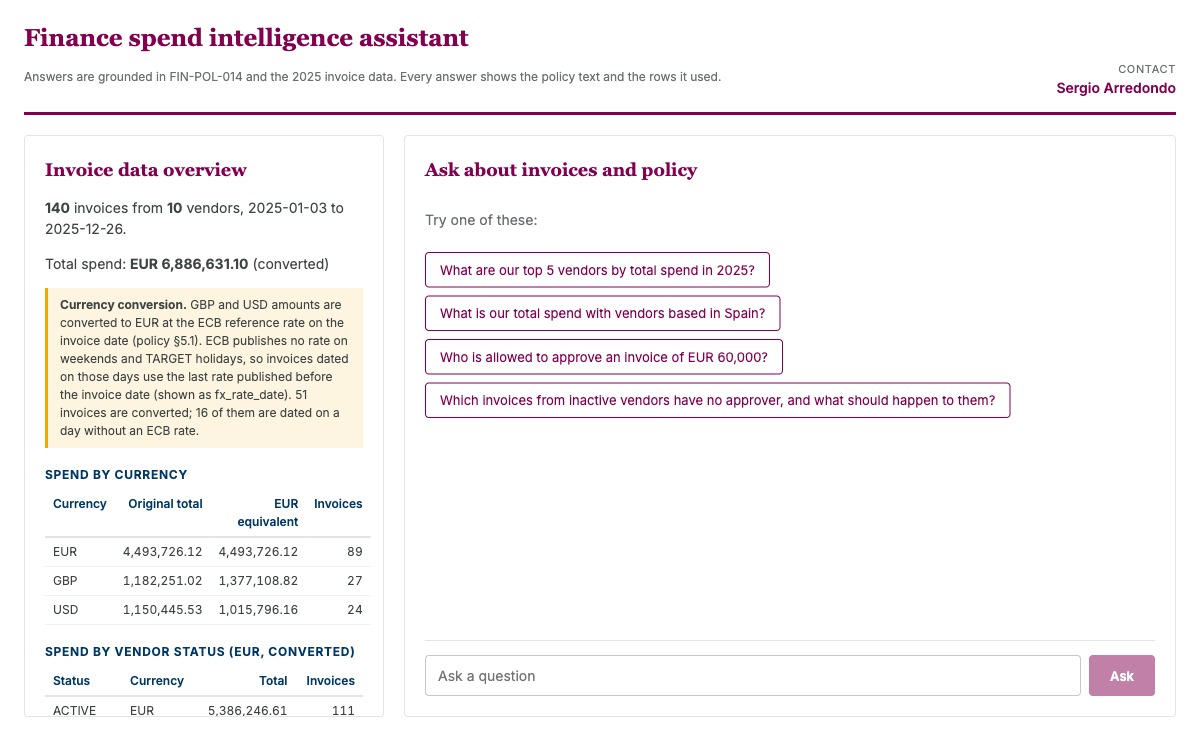 Finance spend intelligence assistant
Answers are grounded in FIN-POL-014 and the 2025 invoice data. Every answer shows the policy text and the rows it used.
CONTACT
Sergio Arredondo
Invoice data overview
140 invoices from 10 vendors, 2025-01-03 to
2025-12-26.
Total spend: EUR 6,886,631.10 (converted)
Currency conversion. GBP and USD amounts are
converted to EUR at the ECB reference rate on the
invoice date (policy §5.1). ECB publishes no rate on
weekends and TARGET holidays, so invoices dated
on those days use the last rate published before
the invoice date (shown as fx_rate_date). 51
invoices are converted; 16 of them are dated on a
day without an ECB rate.
SPEND BY CURRENCY
Currency Original total EUR equivalent Invoices
EUR 4,493,726.12 4,493,726.12 89
GBP 1,182,251.02 1,377,108.82 27
USD 1,150,445.53 1,015,796.16 24
SPEND BY VENDOR STATUS (EUR, CONVERTED)
Status Currency Total Invoices
ACTIVE EUR 5,386,246.61 111
Ask about invoices and policy
Try one of these:
What are our top 5 vendors by total spend in 2025?
What is our total spend with vendors based in Spain?
Who is allowed to approve an invoice of EUR 60,000?
Which invoices from inactive vendors have no approver, and what should happen to them?
Ask a question
Ask